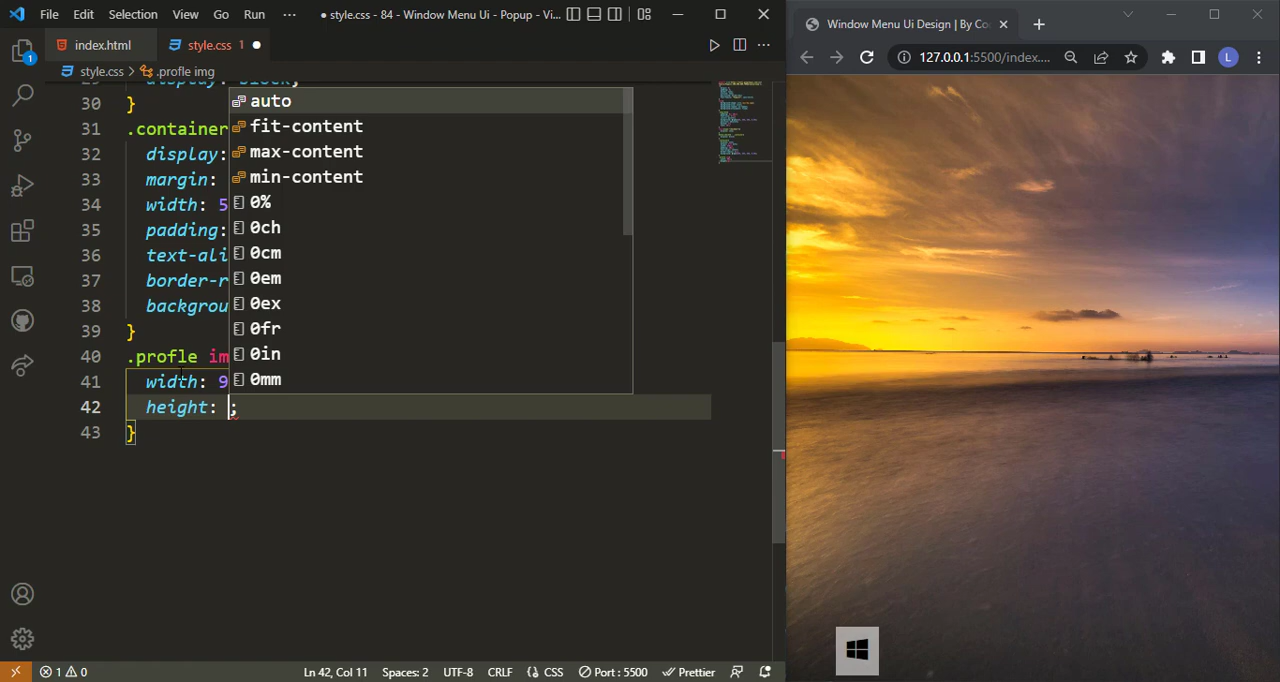 File Edit Selection View Go Run ··· ● style.css - 84 - Window Menu Ui - Popup - Vi...
index.html style.css 1 ●
style.css > .profle img
30 }
31 .container
32 display:
33 margin:
34 width: 5
35 padding:
36 text-ali
37 border-r
38 backgrou
39 }
40 .profle im
41 width: 9
42 height: ;
43 }
auto
fit-content
max-content
min-content
0%
0ch
0cm
0em
0ex
0fr
0in
0mm
1 0 Ln 42, Col 11 Spaces: 2 UTF-8 CRLF {} CSS Port : 5500 Prettier
Window Menu Ui Design | By Co
127.0.0.1:5500/index.... L
1